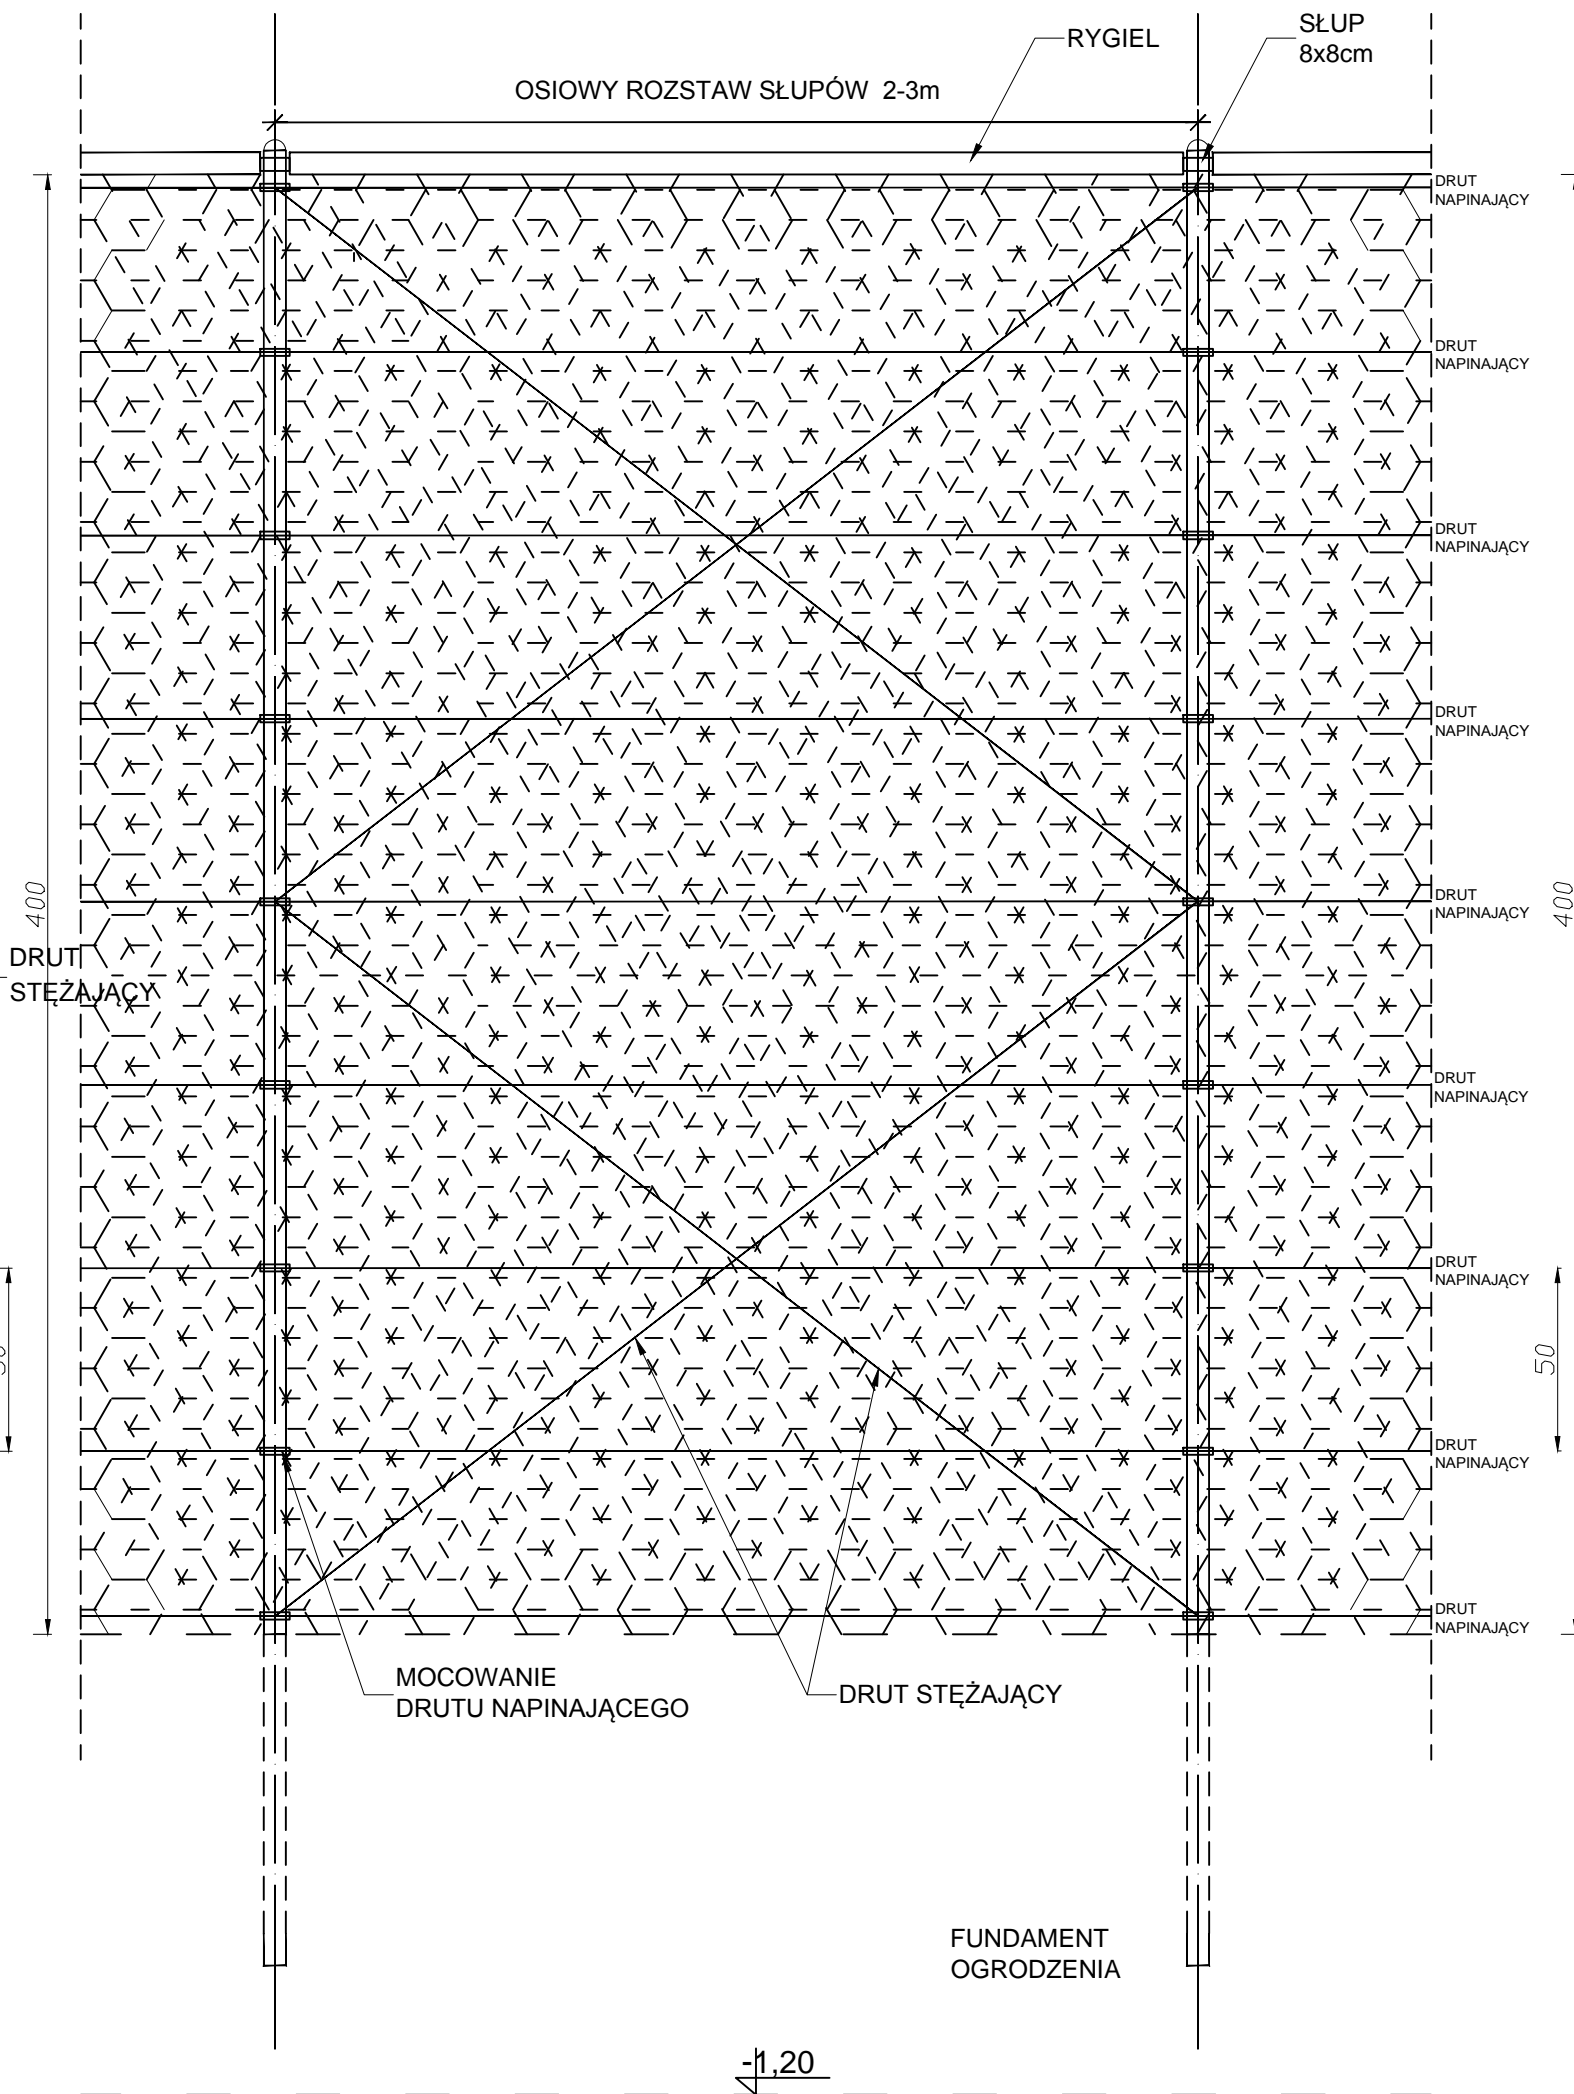 RYGIEL
SŁUP
8x8cm
OSIOWY ROZSTAW SŁUPÓW 2-3m
DRUT
NAPINAJĄCY
DRUT
NAPINAJĄCY
DRUT
NAPINAJĄCY
DRUT
NAPINAJĄCY
400
DRUT
NAPINAJĄCY
400
DRUT
STĘŻAJĄCY
DRUT
NAPINAJĄCY
DRUT
NAPINAJĄCY
50
DRUT
NAPINAJĄCY
DRUT
NAPINAJĄCY
MOCOWANIE
DRUTU NAPINAJĄCEGO
DRUT STĘŻAJĄCY
FUNDAMENT
OGRODZENIA
-1,20